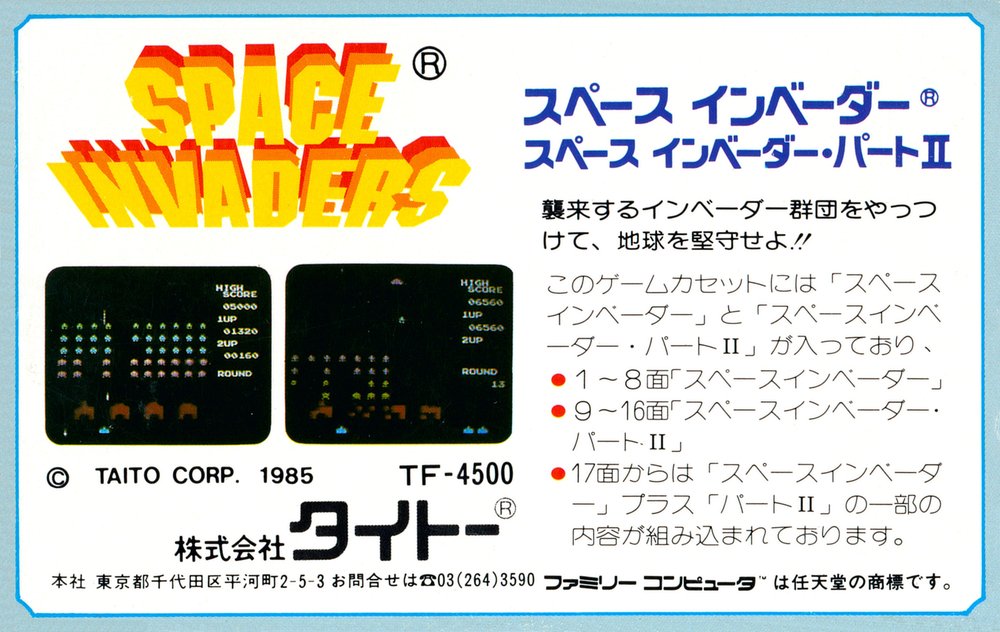 SPACE ®
INVADERS
HIGH
SCORE
05000
1UP
01320
2UP
00160
ROUND
HIGH
SCORE
06560
1UP
06560
2UP
ROUND
13
© TAITO CORP. 1985 TF-4500
株式会社 タイトー ®
本社 東京都千代田区平河町2-5-3 お問合せは☎03(264)3590
スペース インベーダー ®
スペース インベーダー・パートⅡ
襲来するインベーダー群団をやっつ
けて、地球を堅守せよ!!
このゲームカセットには「スペース
インベーダー」と「スペースインベ
ーダー・パートⅡ」が入っており、
●1〜8面「スペースインベーダー」
●9〜16面「スペースインベーダー・
パートⅡ」
●17面からは「スペースインベーダ
ー」プラス「パートⅡ」の一部の
内容が組み込まれております。
ファミリー コンピュータ™ は任天堂の商標です。